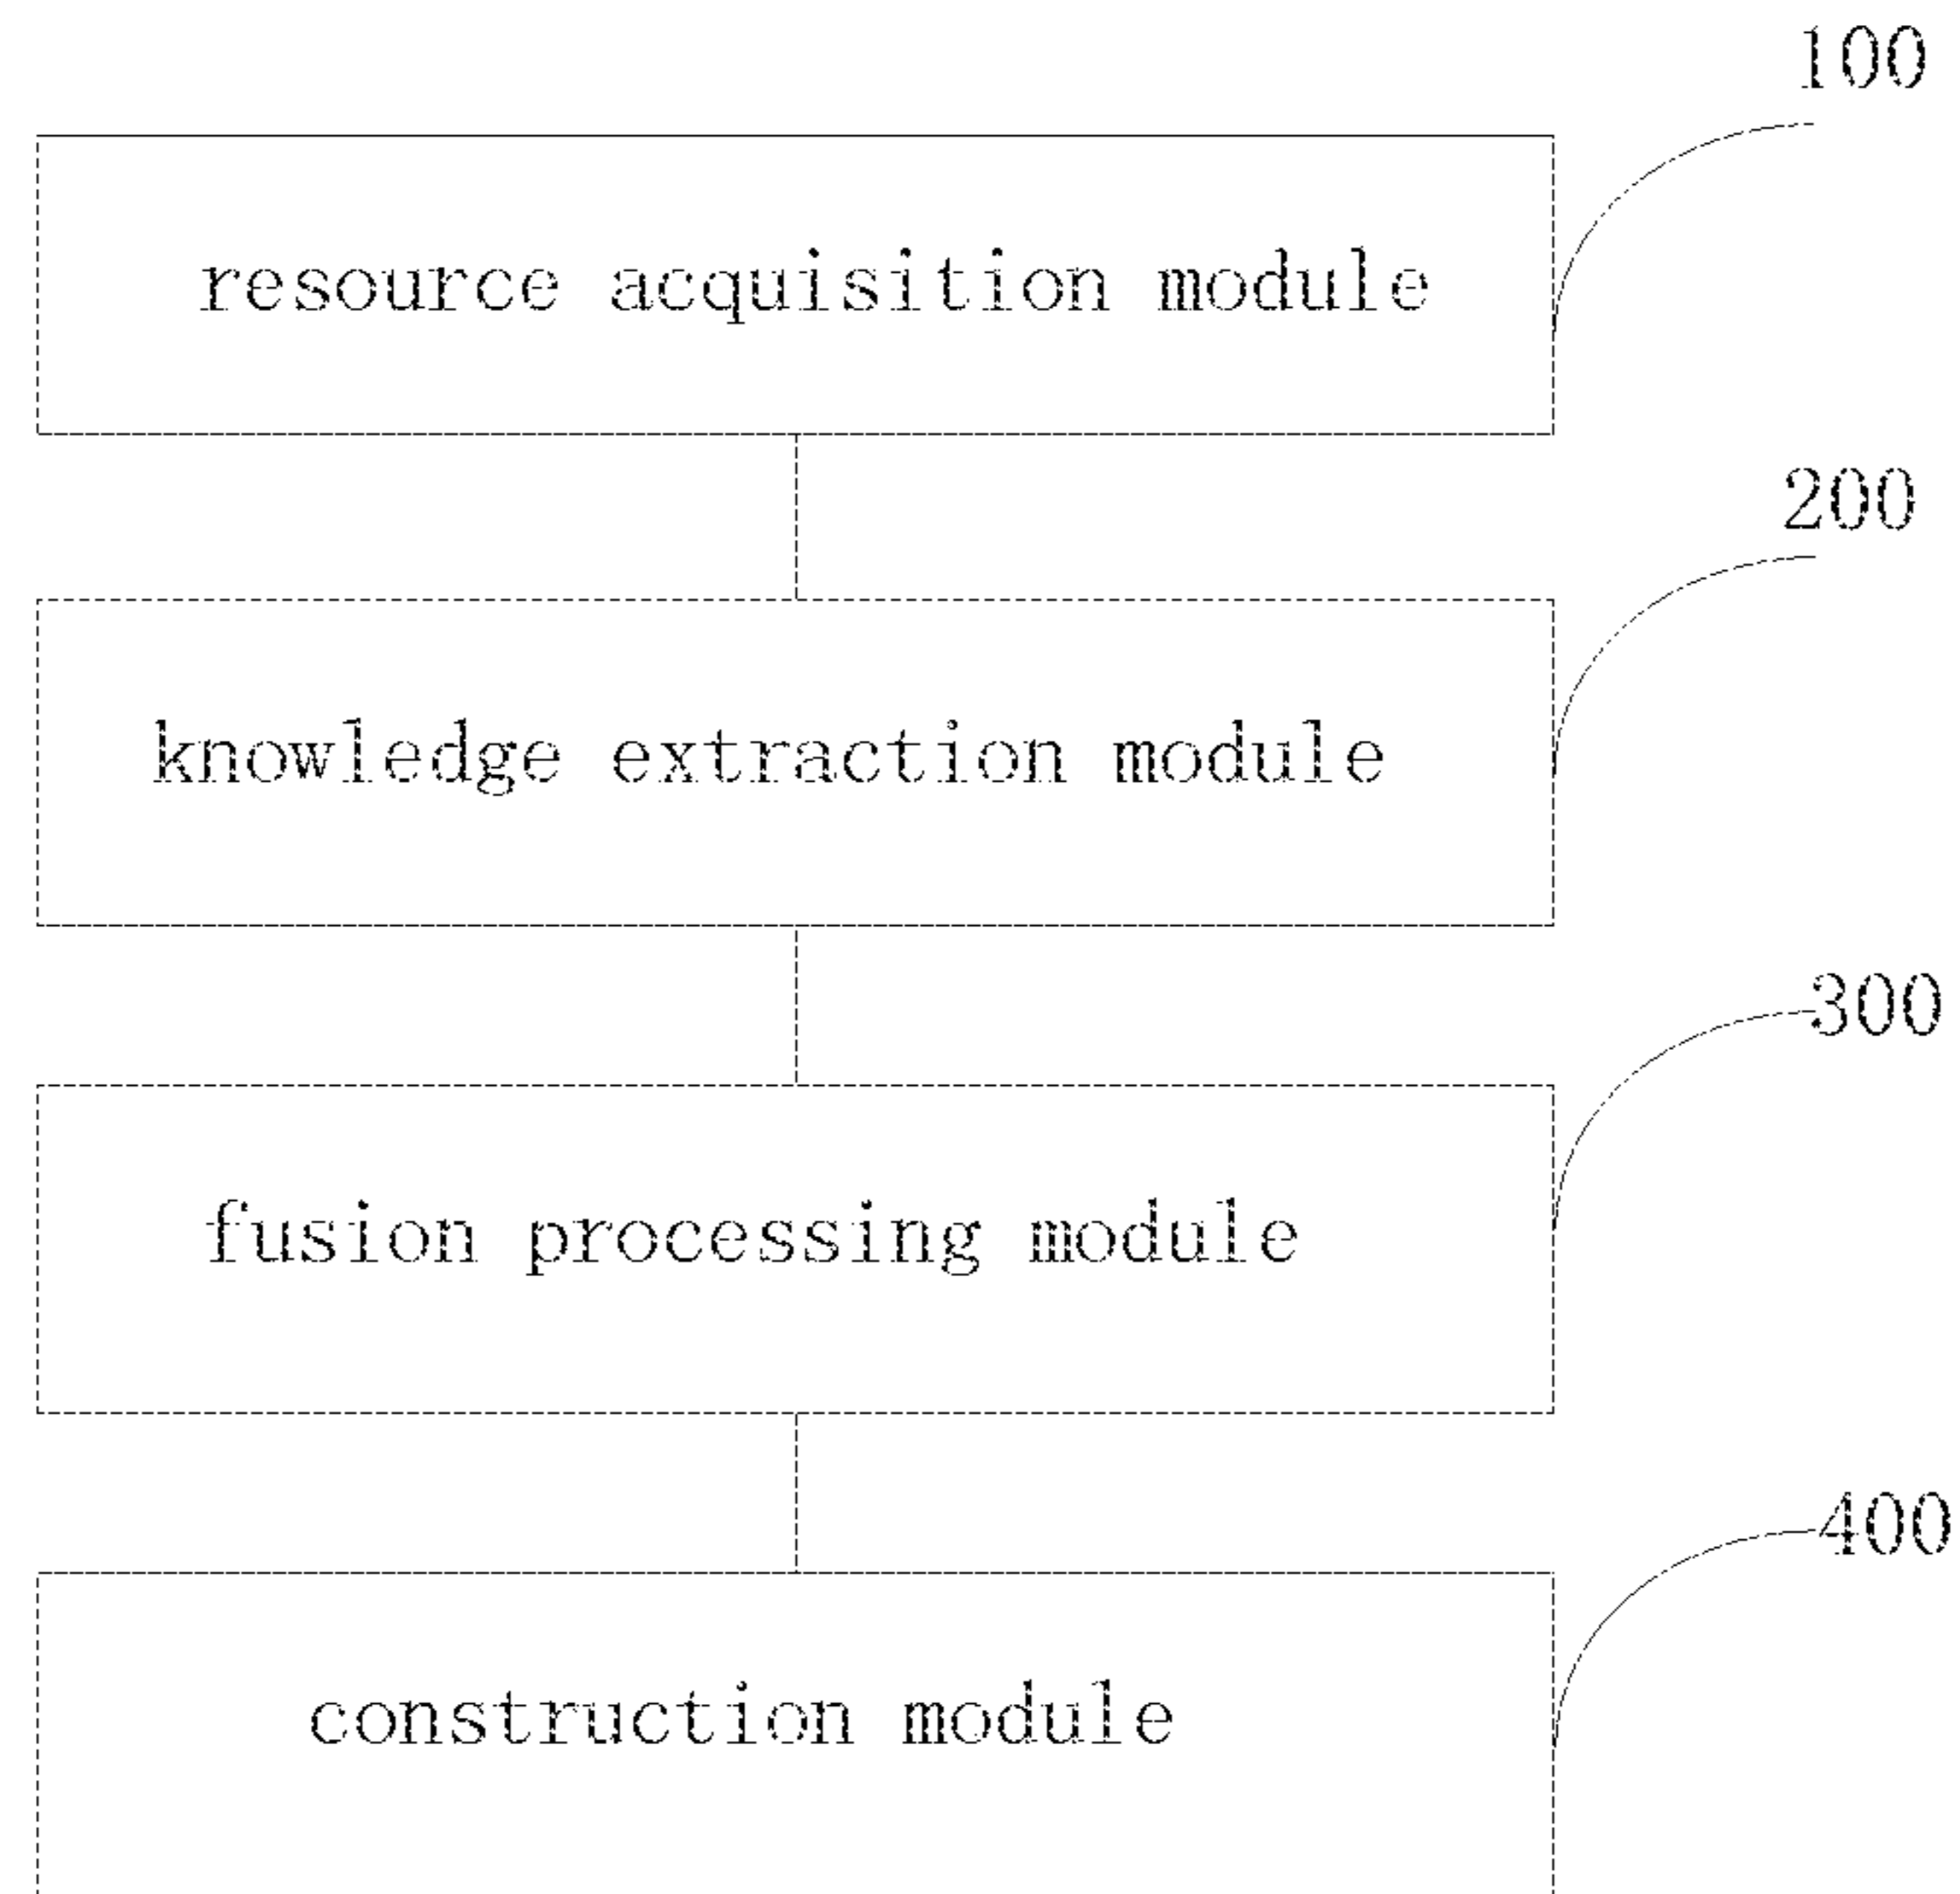 100
resource acquisition module
200
knowledge extraction module
300
fusion processing module
400
construction module